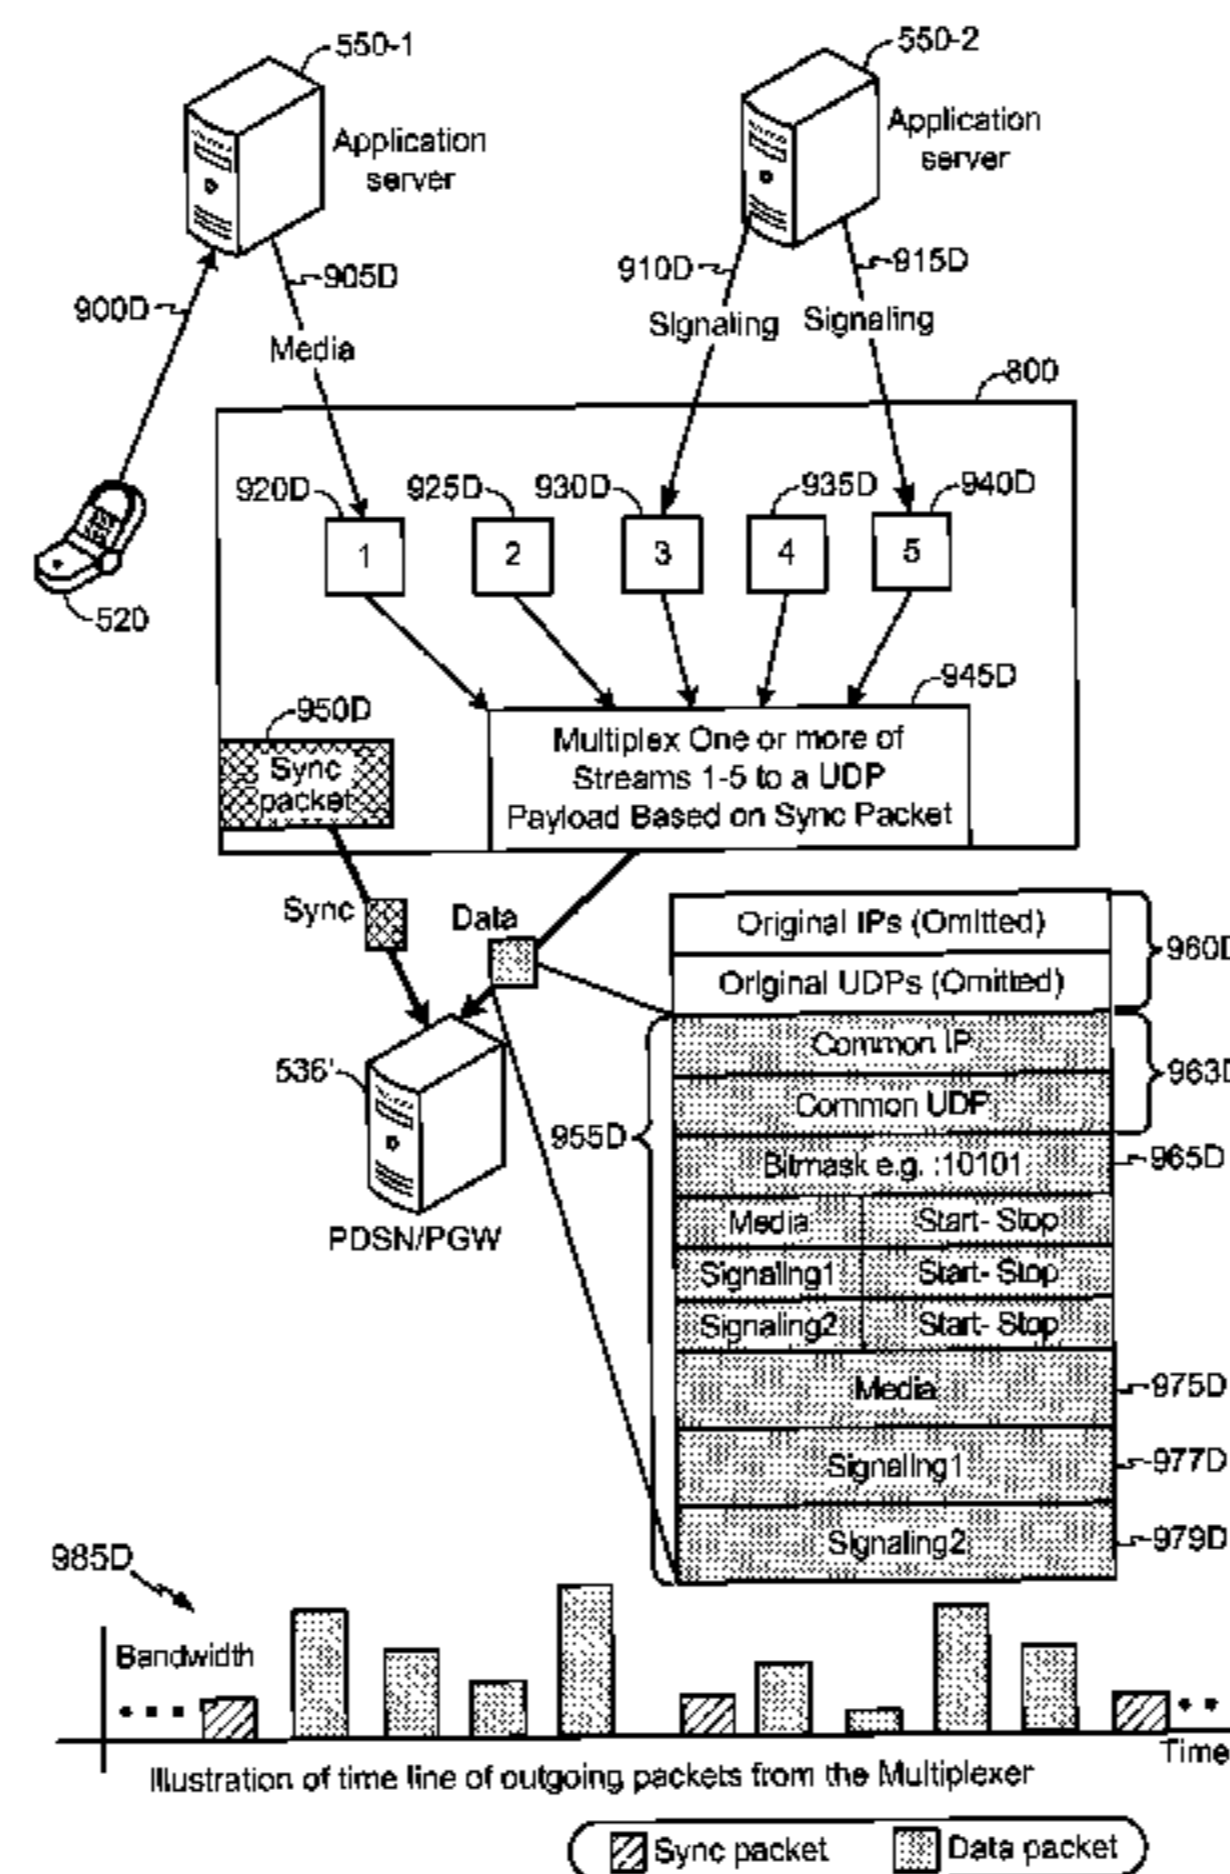 550-1
550-2
Application
server
Application
server
900D
905D
910D
915D
Media
Signaling
Signaling
800
920D
925D
930D
935D
940D
1
2
3
4
5
520
945D
950D
Sync
packet
Multiplex One or more of
Streams 1-5 to a UDP
Payload Based on Sync Packet
Sync
Data
Original IPs (Omitted)
Original UDPs (Omitted)
960D
Common IP
Common UDP
963D
536'
955D
Bitmask e.g. :10101
965D
PDSN/PGW
Media Start- Stop
Signaling1 Start- Stop
Signaling2 Start- Stop
Media
975D
Signaling1
977D
Signaling2
979D
985D
Bandwidth
Time
Illustration of time line of outgoing packets from the Multiplexer
Sync packet
Data packet